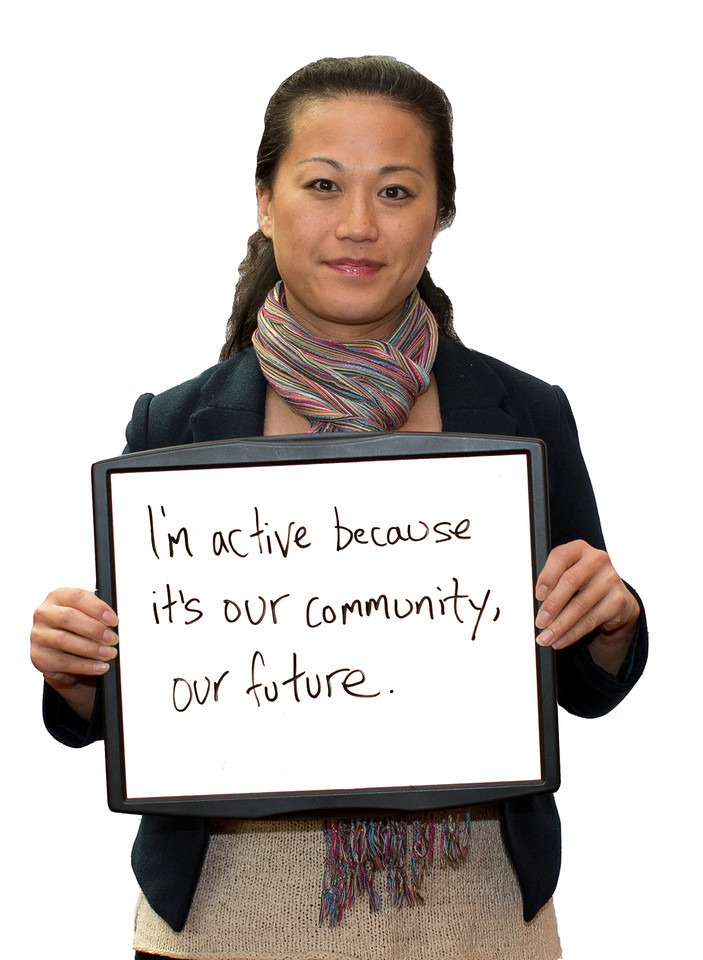 I'm active because
it's our community,
our future.